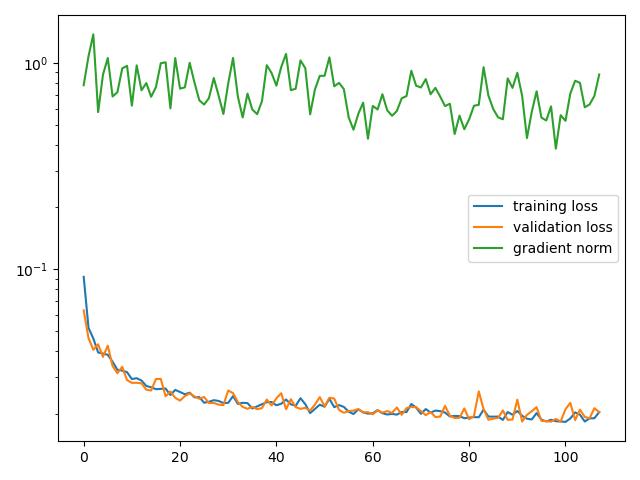 10⁰
10⁻¹
training loss
validation loss
gradient norm
0 20 40 60 80 100